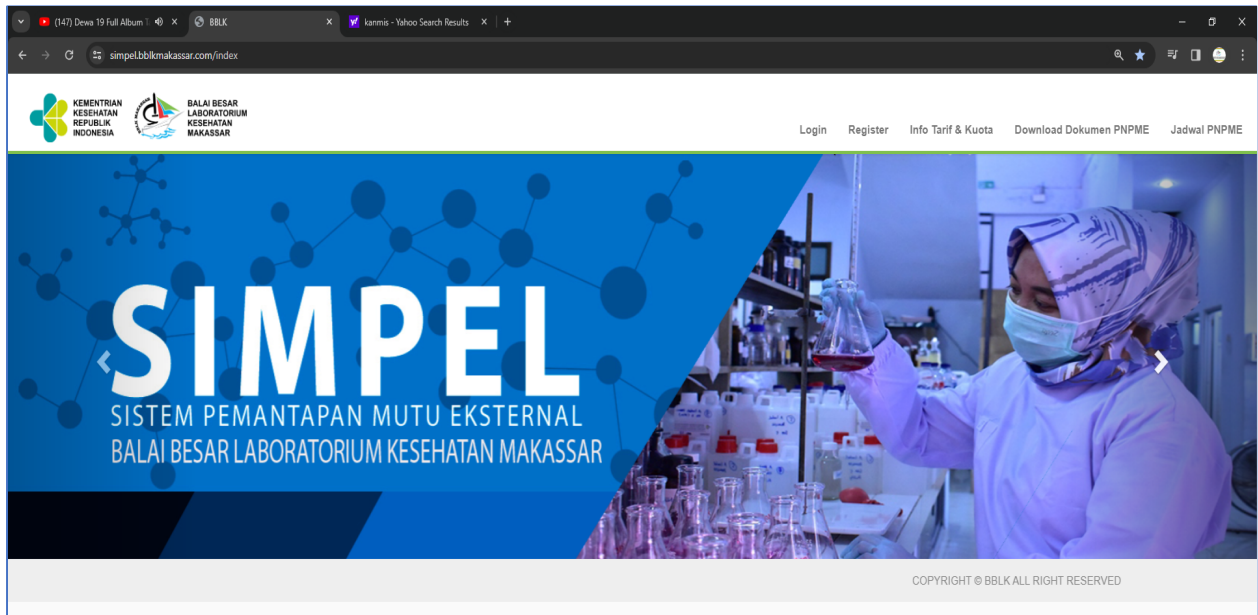 (147) Dewa 19 Full Album T
BBLK
kanmis - Yahoo Search Results
simpel.bblkmakassar.com/index
KEMENTRIAN
KESEHATAN
REPUBLIK
INDONESIA
BBLK MAKASSAR
BALAI BESAR
LABORATORIUM
KESEHATAN
MAKASSAR
Login Register Info Tarif & Kuota Download Dokumen PNPME Jadwal PNPME
SIMPEL
SISTEM PEMANTAPAN MUTU EKSTERNAL
BALAI BESAR LABORATORIUM KESEHATAN MAKASSAR
COPYRIGHT © BBLK ALL RIGHT RESERVED